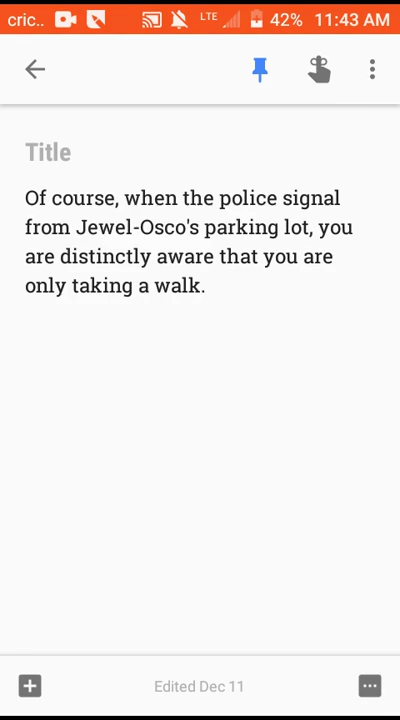 cric.. LTE 42% 11:43 AM
Title
Of course, when the police signal
from Jewel-Osco's parking lot, you
are distinctly aware that you are
only taking a walk.
Edited Dec 11